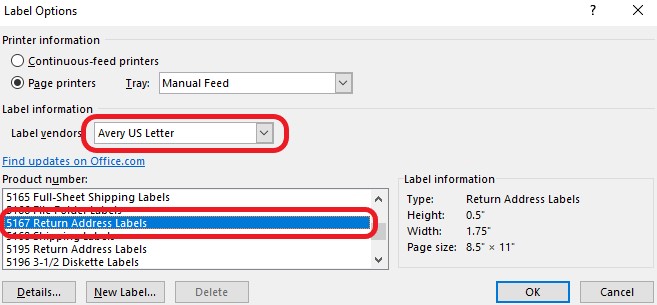 Label Options
?
Printer information
Continuous-feed printers
Page printers Tray: Manual Feed
Label information
Label vendors: Avery US Letter
Find updates on Office.com
Product number:
5165 Full-Sheet Shipping Labels
5166 File Folder Labels
5167 Return Address Labels
5168 Shipping Labels
5195 Return Address Labels
5196 3-1/2 Diskette Labels
Label information
Type: Return Address Labels
Height: 0.5"
Width: 1.75"
Page size: 8.5" × 11"
Details... New Label... Delete OK Cancel